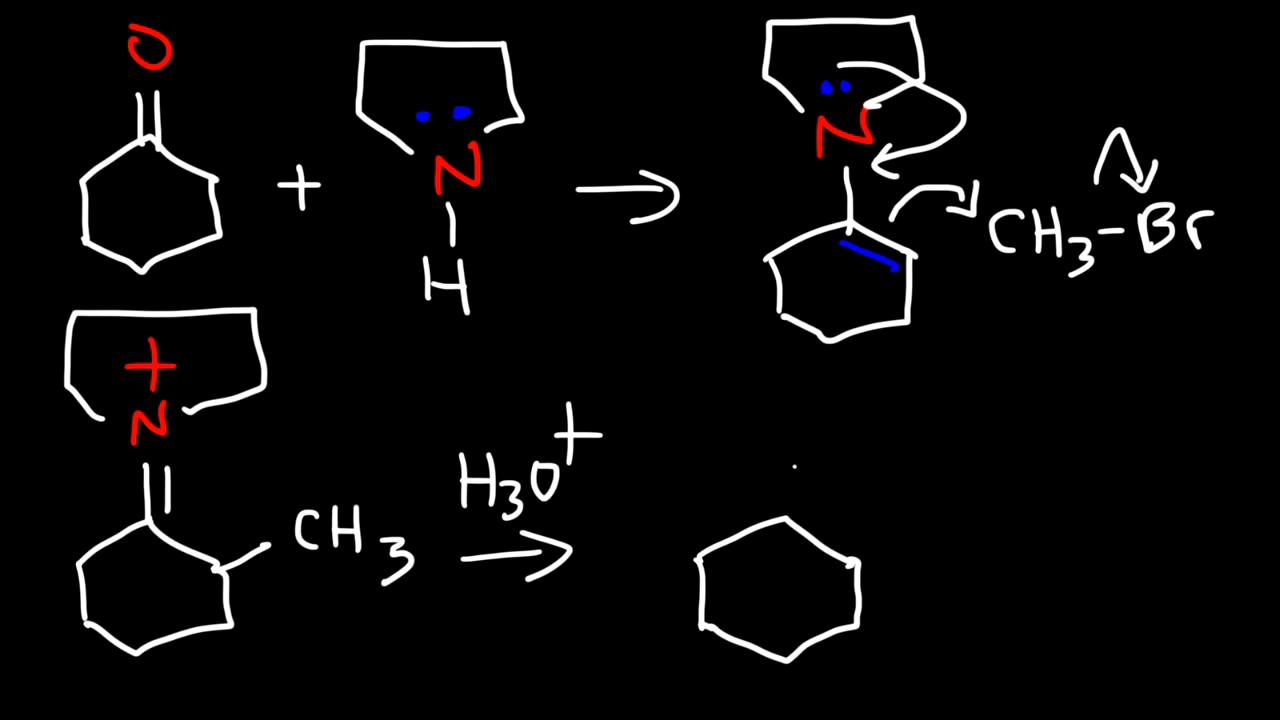 O
+ N H → N CH3-Br
+
N
CH3 H3O+ →